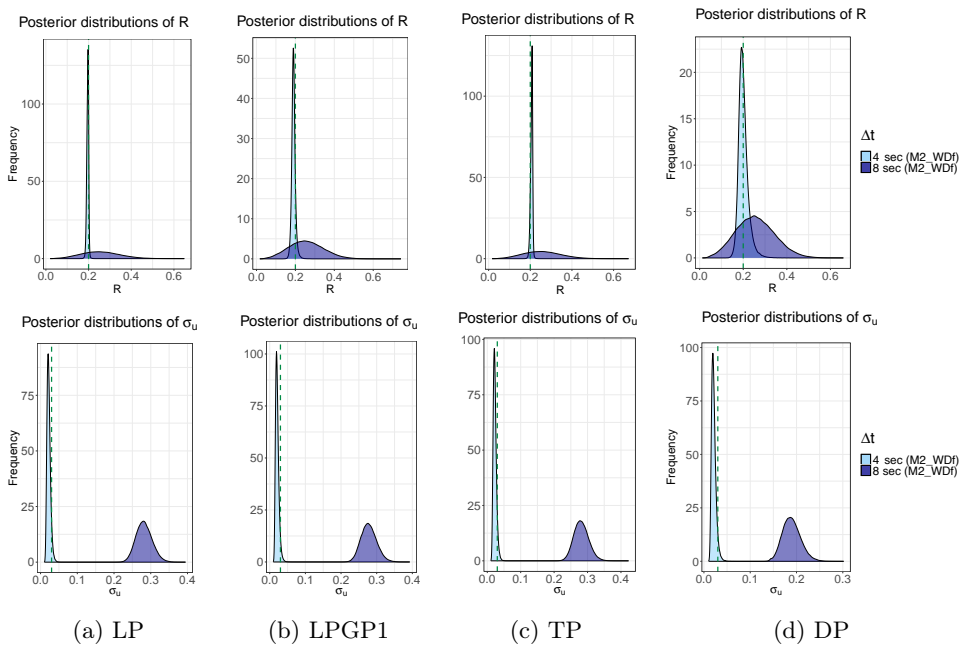 Posterior distributions of R
Frequency
0
50
100
0.0 0.2 0.4 0.6
R
Posterior distributions of R
0
10
20
30
40
50
0.0 0.2 0.4 0.6
R
Posterior distributions of R
0
50
100
0.0 0.2 0.4 0.6
R
Posterior distributions of R
0
5
10
15
20
0.0 0.2 0.4 0.6
R
Δt
4 sec (M2_WDf)
8 sec (M2_WDf)
Posterior distributions of σu
Frequency
0
25
50
75
0.0 0.1 0.2 0.3 0.4
σu
Posterior distributions of σu
0
25
50
75
100
0.0 0.1 0.2 0.3 0.4
σu
Posterior distributions of σu
0
25
50
75
100
0.0 0.1 0.2 0.3 0.4
σu
Posterior distributions of σu
Frequency
0
25
50
75
100
0.0 0.1 0.2 0.3
σu
Δt
4 sec (M2_WDf)
8 sec (M2_WDf)
(a) LP
(b) LPGP1
(c) TP
(d) DP